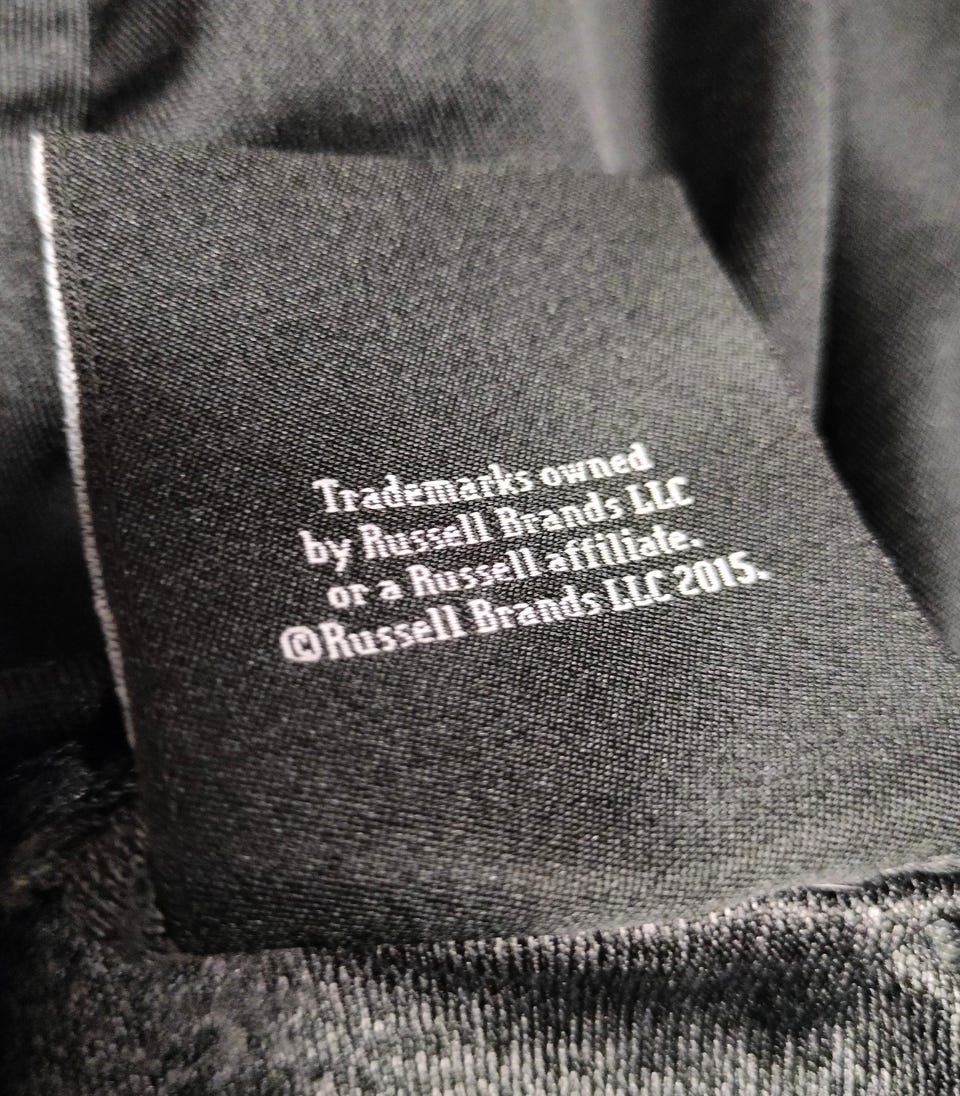 Trademarks owned
by Russell Brands LLC
or a Russell affiliate.
©Russell Brands LLC 2015.